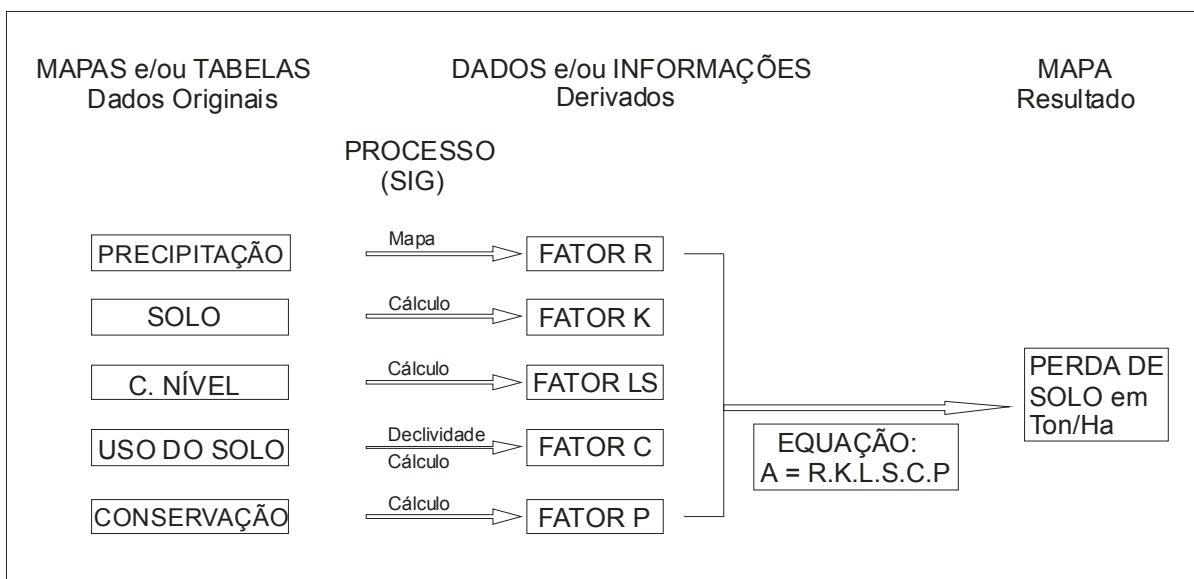 MAPAS e/ou TABELAS
Dados Originais
DADOS e/ou INFORMAÇÕES
Derivados
MAPA
Resultado
PROCESSO
(SIG)
PRECIPITAÇÃO
Mapa
FATOR R
SOLO
Cálculo
FATOR K
C. NÍVEL
Cálculo
FATOR LS
USO DO SOLO
Declividade
Cálculo
FATOR C
CONSERVAÇÃO
Cálculo
FATOR P
EQUAÇÃO:
A = R.K.L.S.C.P
PERDA DE
SOLO em
Ton/Ha